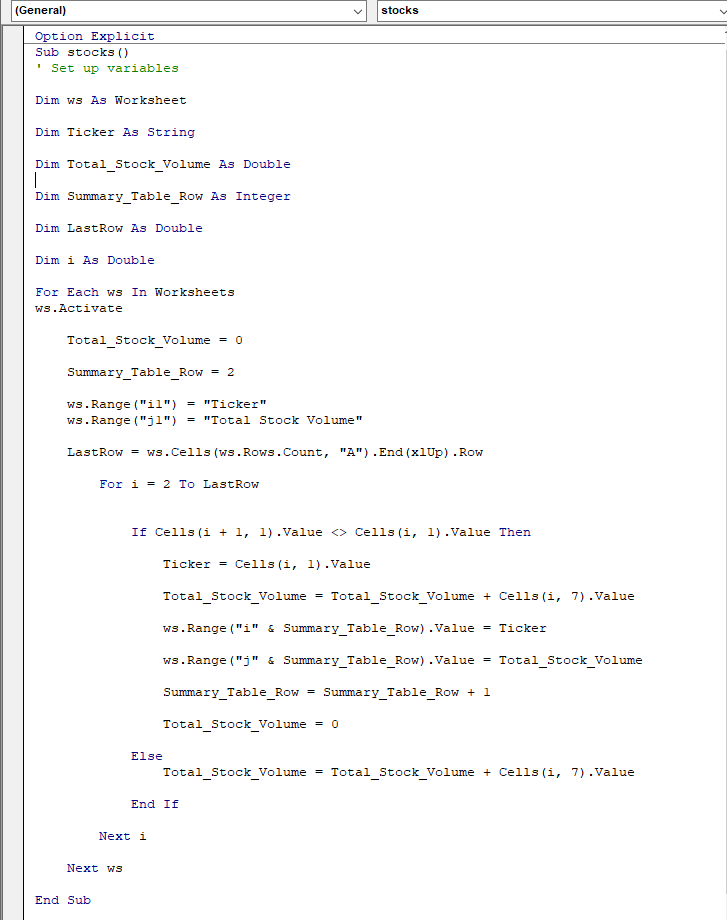 (General)
stocks
Option Explicit
Sub stocks()
' Set up variables
Dim ws As Worksheet
Dim Ticker As String
Dim Total_Stock_Volume As Double
Dim Summary_Table_Row As Integer
Dim LastRow As Double
Dim i As Double
For Each ws In Worksheets
ws.Activate
Total_Stock_Volume = 0
Summary_Table_Row = 2
ws.Range("i1") = "Ticker"
ws.Range("j1") = "Total Stock Volume"
LastRow = ws.Cells(ws.Rows.Count, "A").End(xlUp).Row
For i = 2 To LastRow
If Cells(i + 1, 1).Value <> Cells(i, 1).Value Then
Ticker = Cells(i, 1).Value
Total_Stock_Volume = Total_Stock_Volume + Cells(i, 7).Value
ws.Range("i" & Summary_Table_Row).Value = Ticker
ws.Range("j" & Summary_Table_Row).Value = Total_Stock_Volume
Summary_Table_Row = Summary_Table_Row + 1
Total_Stock_Volume = 0
Else
Total_Stock_Volume = Total_Stock_Volume + Cells(i, 7).Value
End If
Next i
Next ws
End Sub